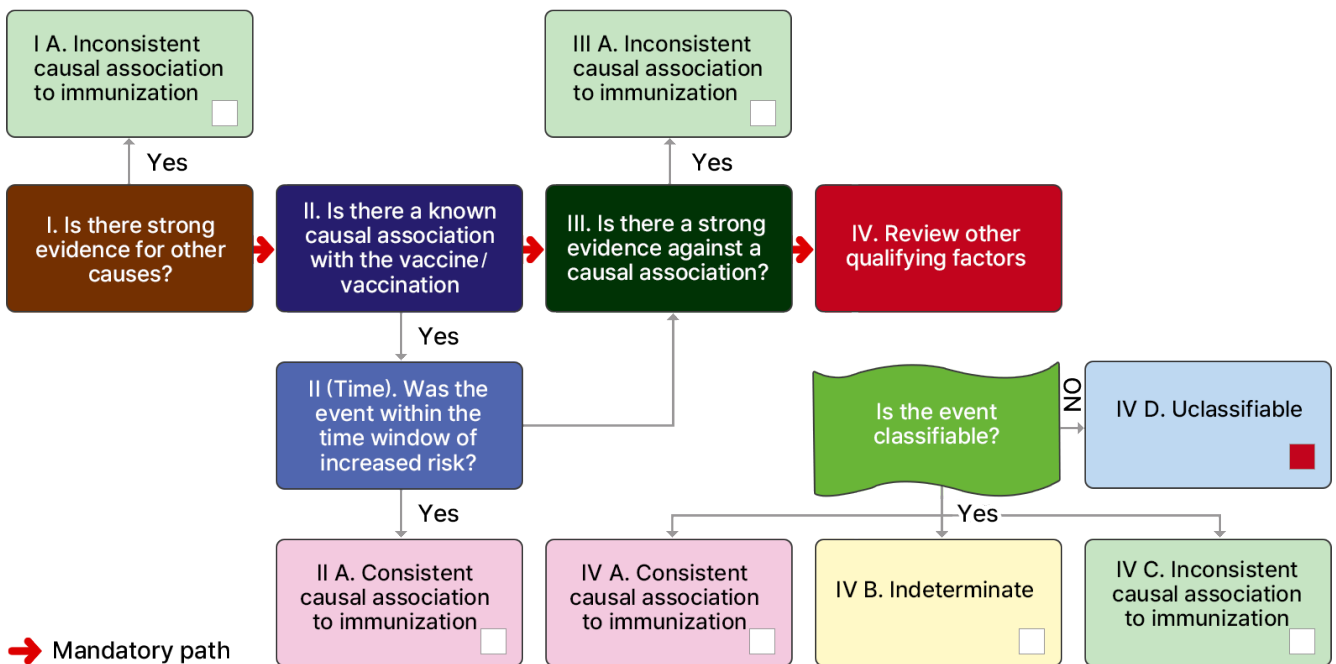 I A. Inconsistent
causal association
to immunization
III A. Inconsistent
causal association
to immunization
Yes
Yes
I. Is there strong
evidence for other
causes?
II. Is there a known
causal association
with the vaccine/
vaccination
III. Is there a strong
evidence against a
causal association?
IV. Review other
qualifying factors
Yes
II (Time). Was the
event within the
time window of
increased risk?
Is the event
classifiable?
NO
IV D. Uclassifiable
Yes
Yes
II A. Consistent
causal association
to immunization
IV A. Consistent
causal association
to immunization
IV B. Indeterminate
IV C. Inconsistent
causal association
to immunization
Mandatory path